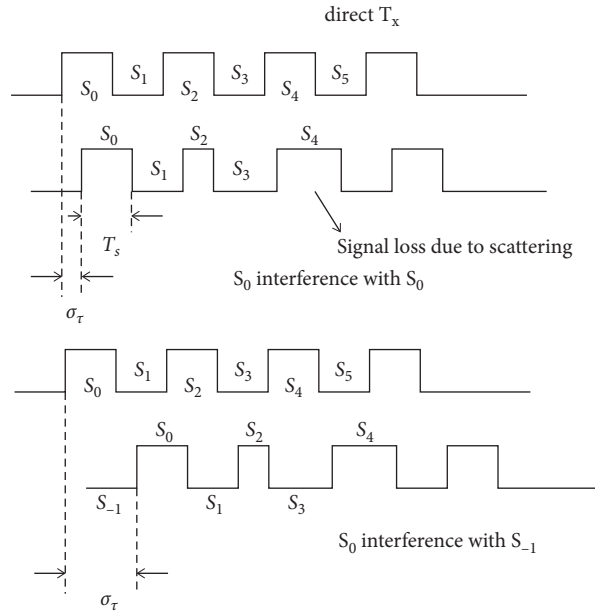 direct Tₓ
S₁ S₃ S₅
S₀ S₂ S₄
S₀ S₂ S₄
S₁ S₃
Tₛ
Signal loss due to scattering
S₀ interference with S₀
σ_τ
S₁ S₃ S₅
S₀ S₂ S₄
S₀ S₂ S₄
S₋₁ S₁ S₃
S₀ interference with S₋₁
σ_τ